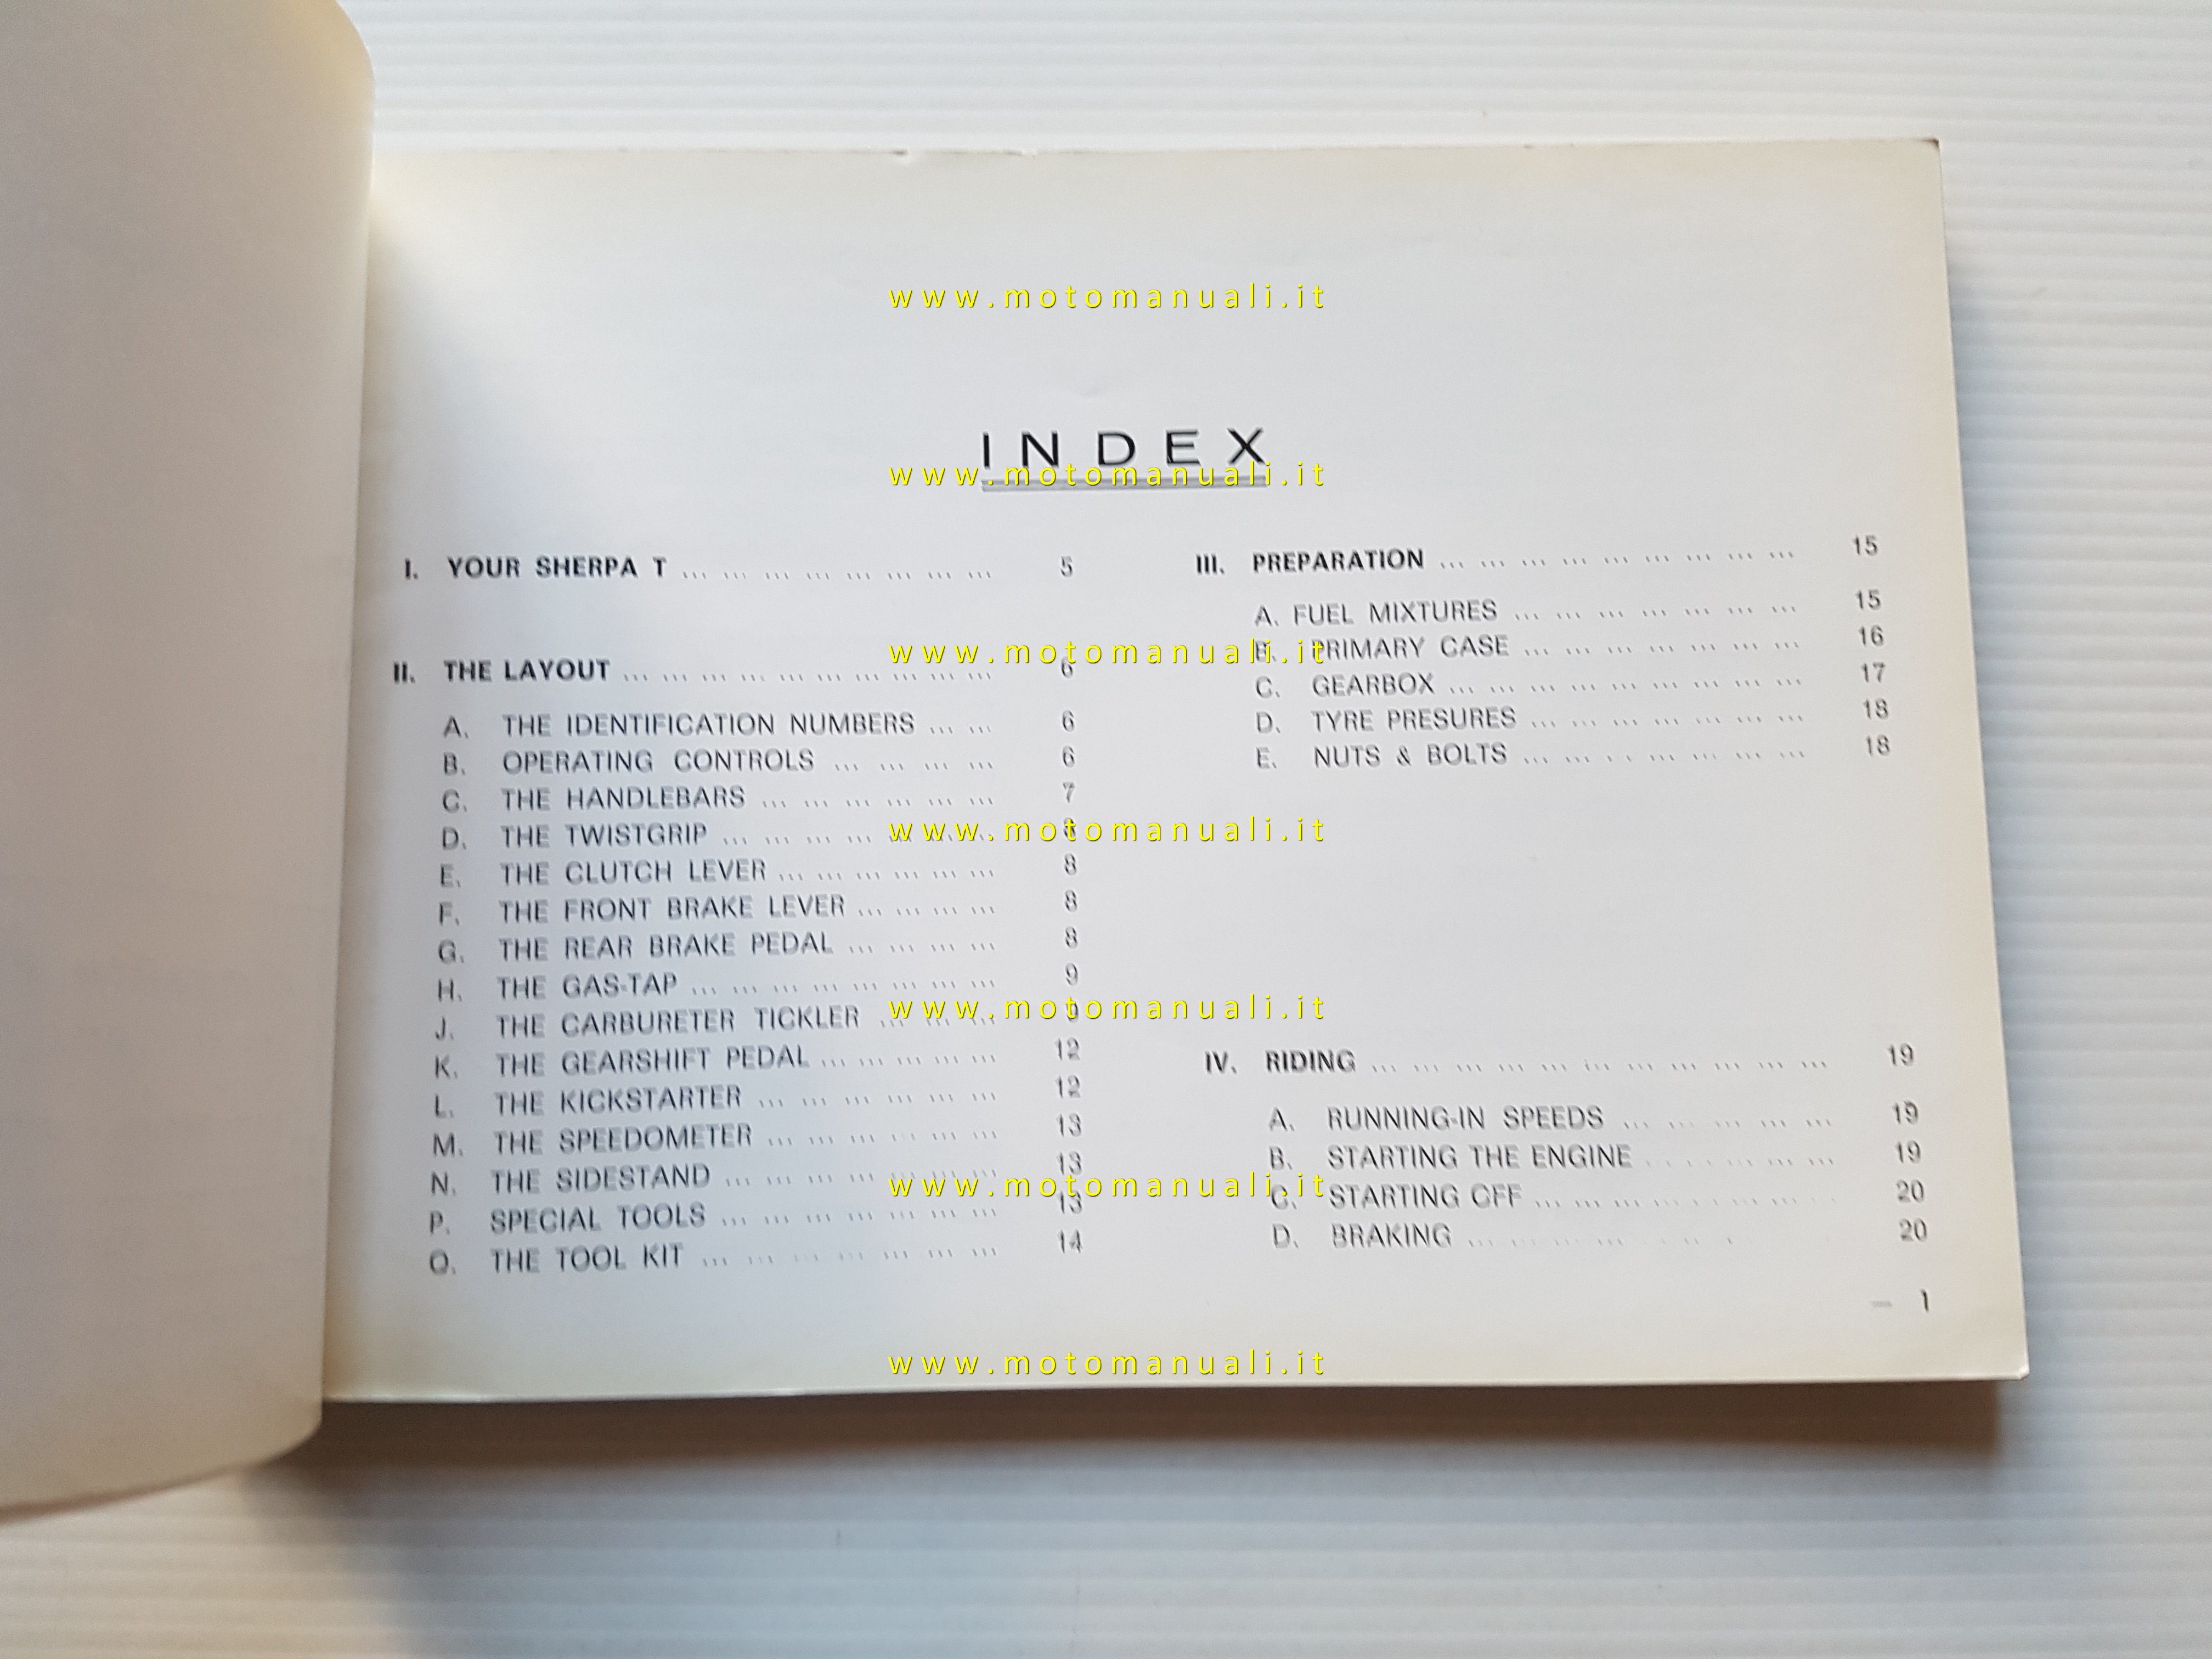 www.motomanuali.it
INDEX
www.motomanuali.it
I. YOUR SHERPA T ... ... ... ... ... ... ... ... 5
II. THE LAYOUT ... ... ... ... ... ... ... ... ... 6
A. THE IDENTIFICATION NUMBERS ... ... 6
B. OPERATING CONTROLS ... ... ... ... 6
C. THE HANDLEBARS ... ... ... ... ... ... 7
D. THE TWISTGRIP ... ... ... ... ... ... ... 8
E. THE CLUTCH LEVER ... ... ... ... ... ... 8
F. THE FRONT BRAKE LEVER ... ... ... ... 8
G. THE REAR BRAKE PEDAL ... ... ... ... 8
H. THE GAS-TAP ... ... ... ... ... ... ... ... 9
J. THE CARBURETER TICKLER ... ... ... 9
K. THE GEARSHIFT PEDAL ... ... ... ... ... 12
L. THE KICKSTARTER ... ... ... ... ... ... 12
M. THE SPEEDOMETER ... ... ... ... ... ... 13
N. THE SIDESTAND ... ... ... ... ... ... ... 13
P. SPECIAL TOOLS ... ... ... ... ... ... ... 13
Q. THE TOOL KIT ... ... ... ... ... ... ... 14
III. PREPARATION ... ... ... ... ... ... ... ... ... 15
A. FUEL MIXTURES ... ... ... ... ... ... ... 15
B. PRIMARY CASE ... ... ... ... ... ... ... 16
C. GEARBOX ... ... ... ... ... ... ... ... ... 17
D. TYRE PRESURES ... ... ... ... ... ... ... 18
E. NUTS & BOLTS ... ... ... ... ... ... ... 18
IV. RIDING ... ... ... ... ... ... ... ... ... ... ... 19
A. RUNNING-IN SPEEDS ... ... ... ... ... ... 19
B. STARTING THE ENGINE ... ... ... ... ... 19
C. STARTING OFF ... ... ... ... ... ... ... ... 20
D. BRAKING ... ... ... ... ... ... ... 20
— 1
www.motomanuali.it
www.motomanuali.it
www.motomanuali.it
www.motomanuali.it
www.motomanuali.it